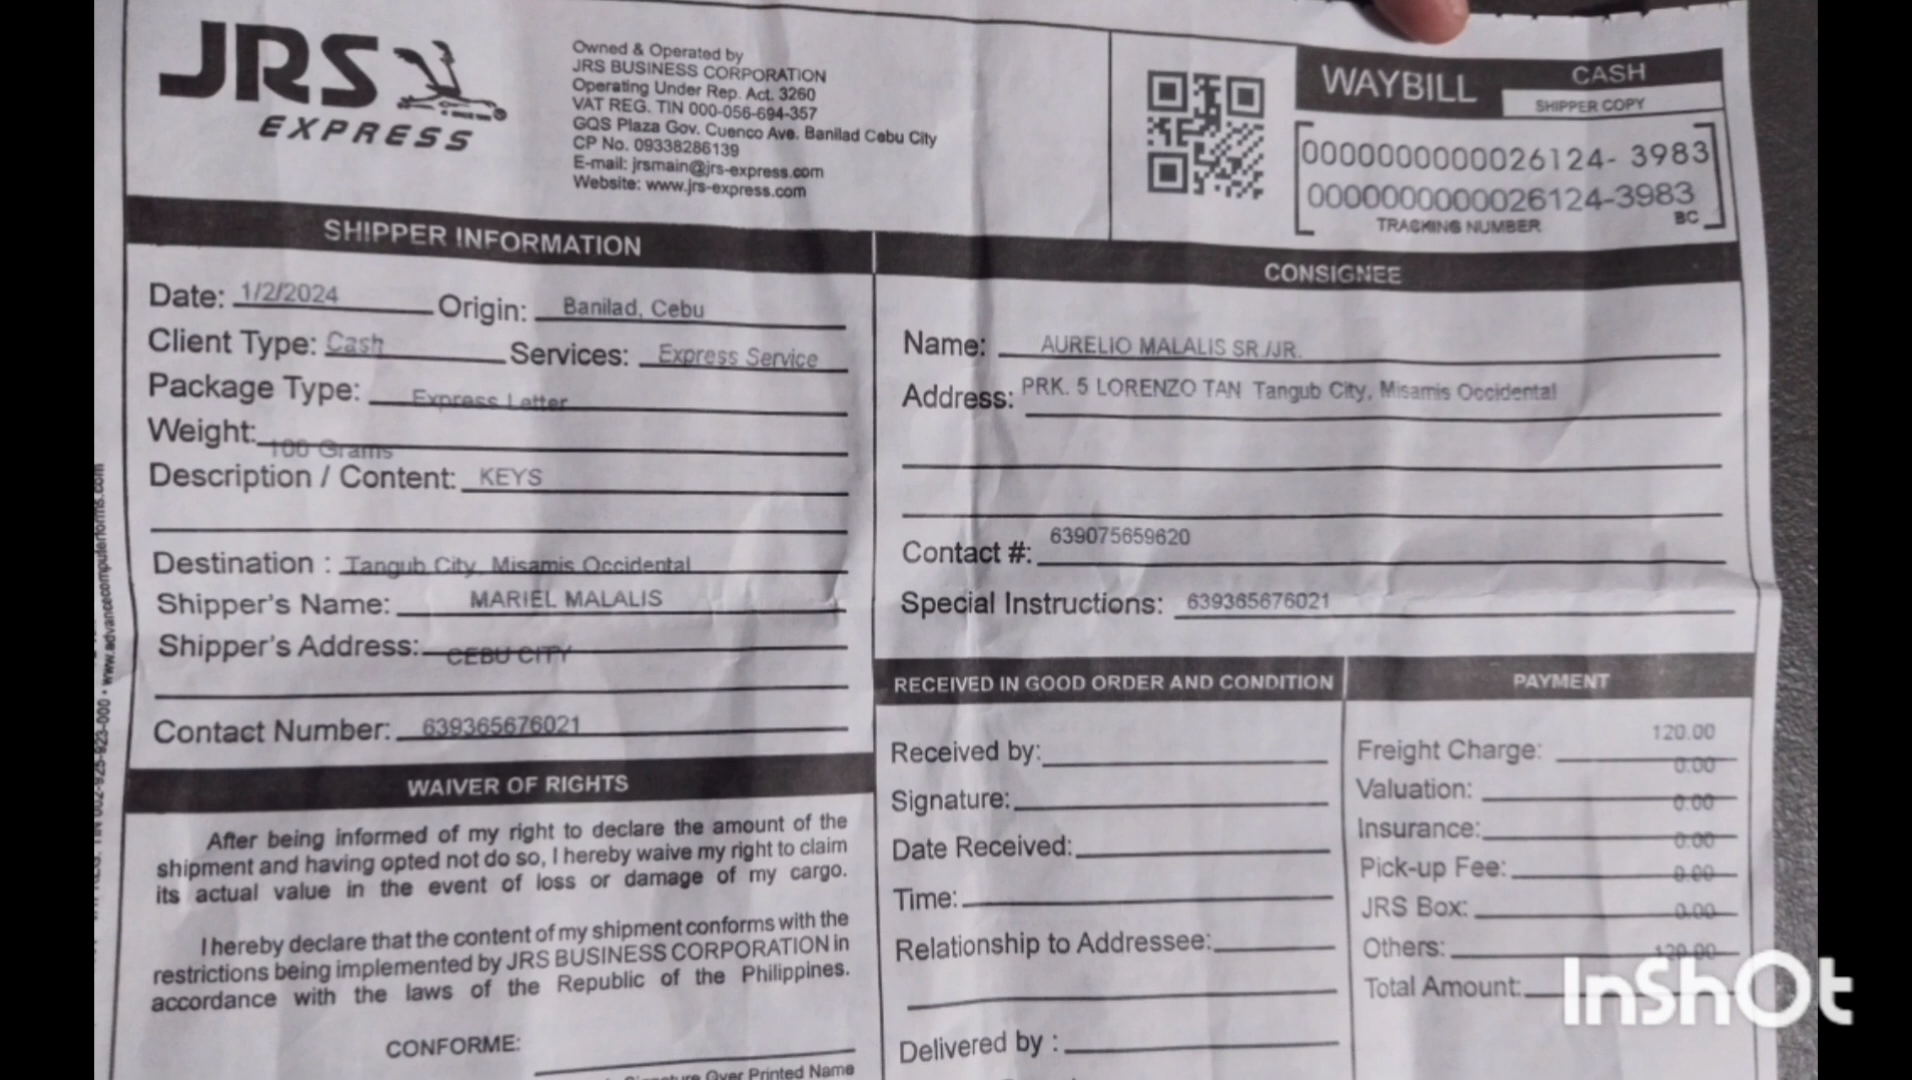 JRS
EXPRESS
Owned & Operated by
JRS BUSINESS CORPORATION
Operating Under Rep. Act. 3260
VAT REG. TIN 000-056-694-357
GQS Plaza Gov. Cuenco Ave. Banilad Cebu City
CP No. 09338286139
E-mail: jrsmain@jrs-express.com
Website: www.jrs-express.com
WAYBILL
CASH
SHIPPER COPY
0000000000026124- 3983
0000000000026124-3983
TRACKING NUMBER BC
SHIPPER INFORMATION
Date: 1/2/2024 Origin: Banilad, Cebu
Client Type: Cash Services: Express Service
Package Type: Express Letter
Weight: 100 Grams
Description / Content: KEYS
Destination : Tangub City, Misamis Occidental
Shipper's Name: MARIEL MALALIS
Shipper's Address: CEBU CITY
Contact Number: 639365676021
WAIVER OF RIGHTS
After being informed of my right to declare the amount of the
shipment and having opted not do so, I hereby waive my right to claim
its actual value in the event of loss or damage of my cargo.
I hereby declare that the content of my shipment conforms with the
restrictions being implemented by JRS BUSINESS CORPORATION in
accordance with the laws of the Republic of the Philippines.
CONFORME:
Signature Over Printed Name
CONSIGNEE
Name: AURELIO MALALIS SR./JR.
Address: PRK. 5 LORENZO TAN Tangub City, Misamis Occidental
Contact #: 639075659620
Special Instructions: 639365676021
RECEIVED IN GOOD ORDER AND CONDITION
Received by:
Signature:
Date Received:
Time:
Relationship to Addressee:
Delivered by :
PAYMENT
120.00
Freight Charge:
0.00
Valuation:
0.00
Insurance:
0.00
Pick-up Fee:
0.00
JRS Box:
0.00
Others:
120.00
Total Amount:
www.advancecomputerforms.com
InShOt